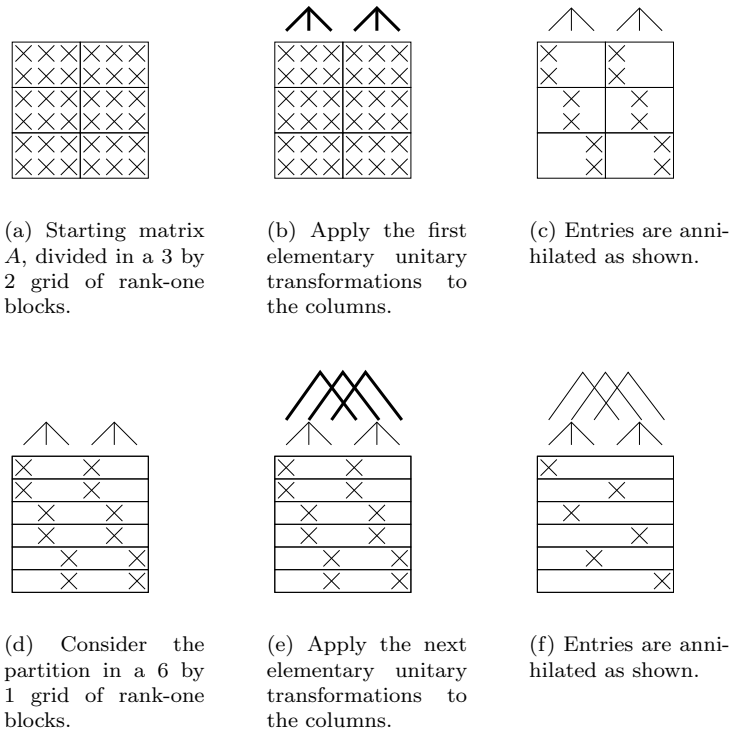 (a) Starting matrix
A, divided in a 3 by
2 grid of rank-one
blocks.
(b) Apply the first
elementary unitary
transformations to
the columns.
(c) Entries are anni-
hilated as shown.
(d) Consider the
partition in a 6 by
1 grid of rank-one
blocks.
(e) Apply the next
elementary unitary
transformations to
the columns.
(f) Entries are anni-
hilated as shown.